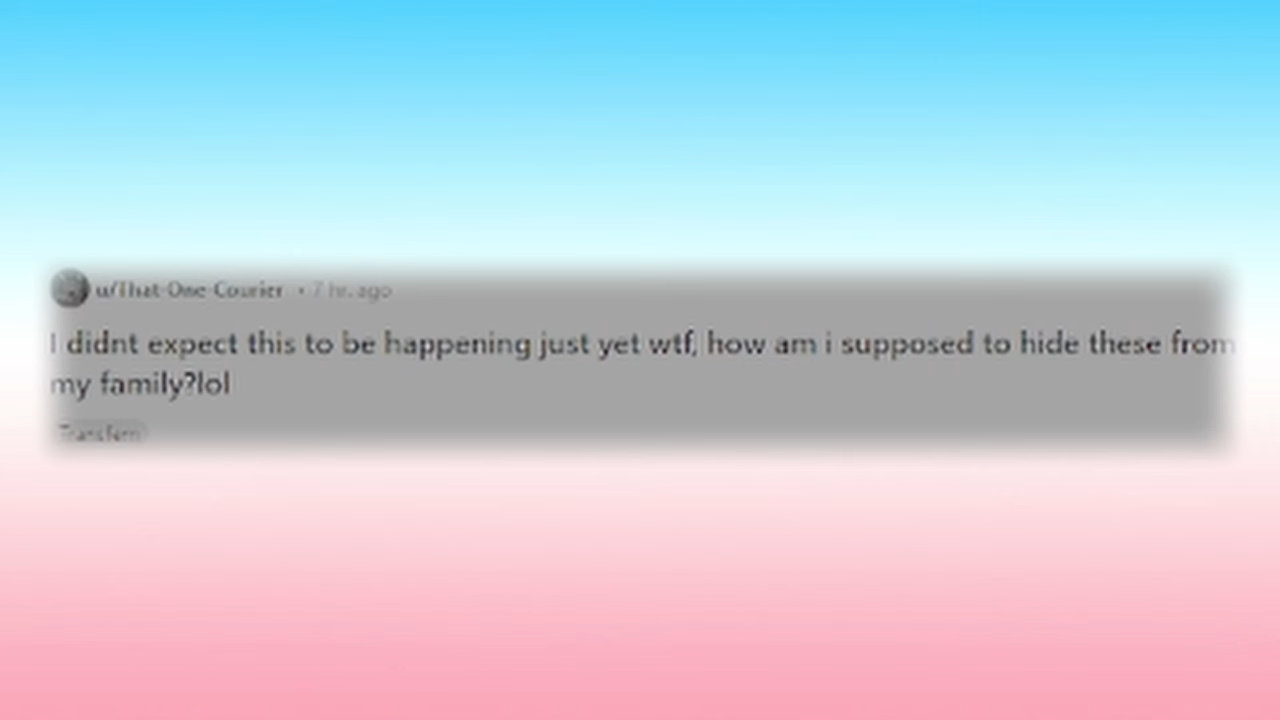 u/That-One-Courier • 7 hr. ago
I didnt expect this to be happening just yet wtf, how am i supposed to hide these from
my family?lol
Transfem